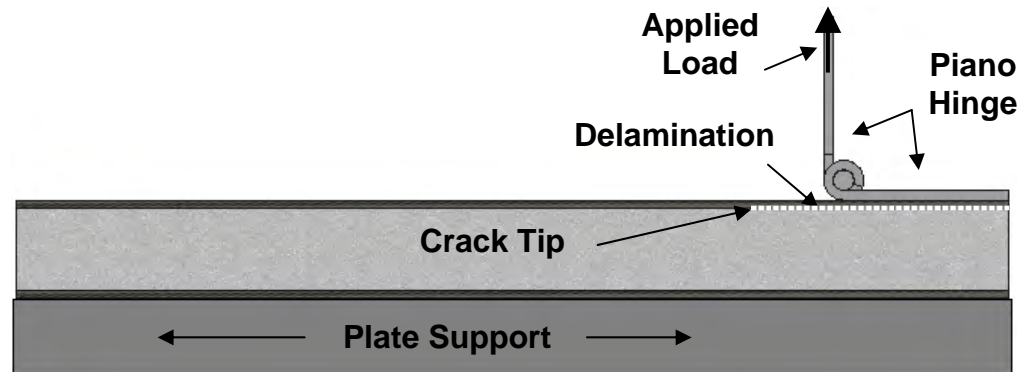 Applied
Load
Piano
Hinge
Delamination
Crack Tip
Plate Support